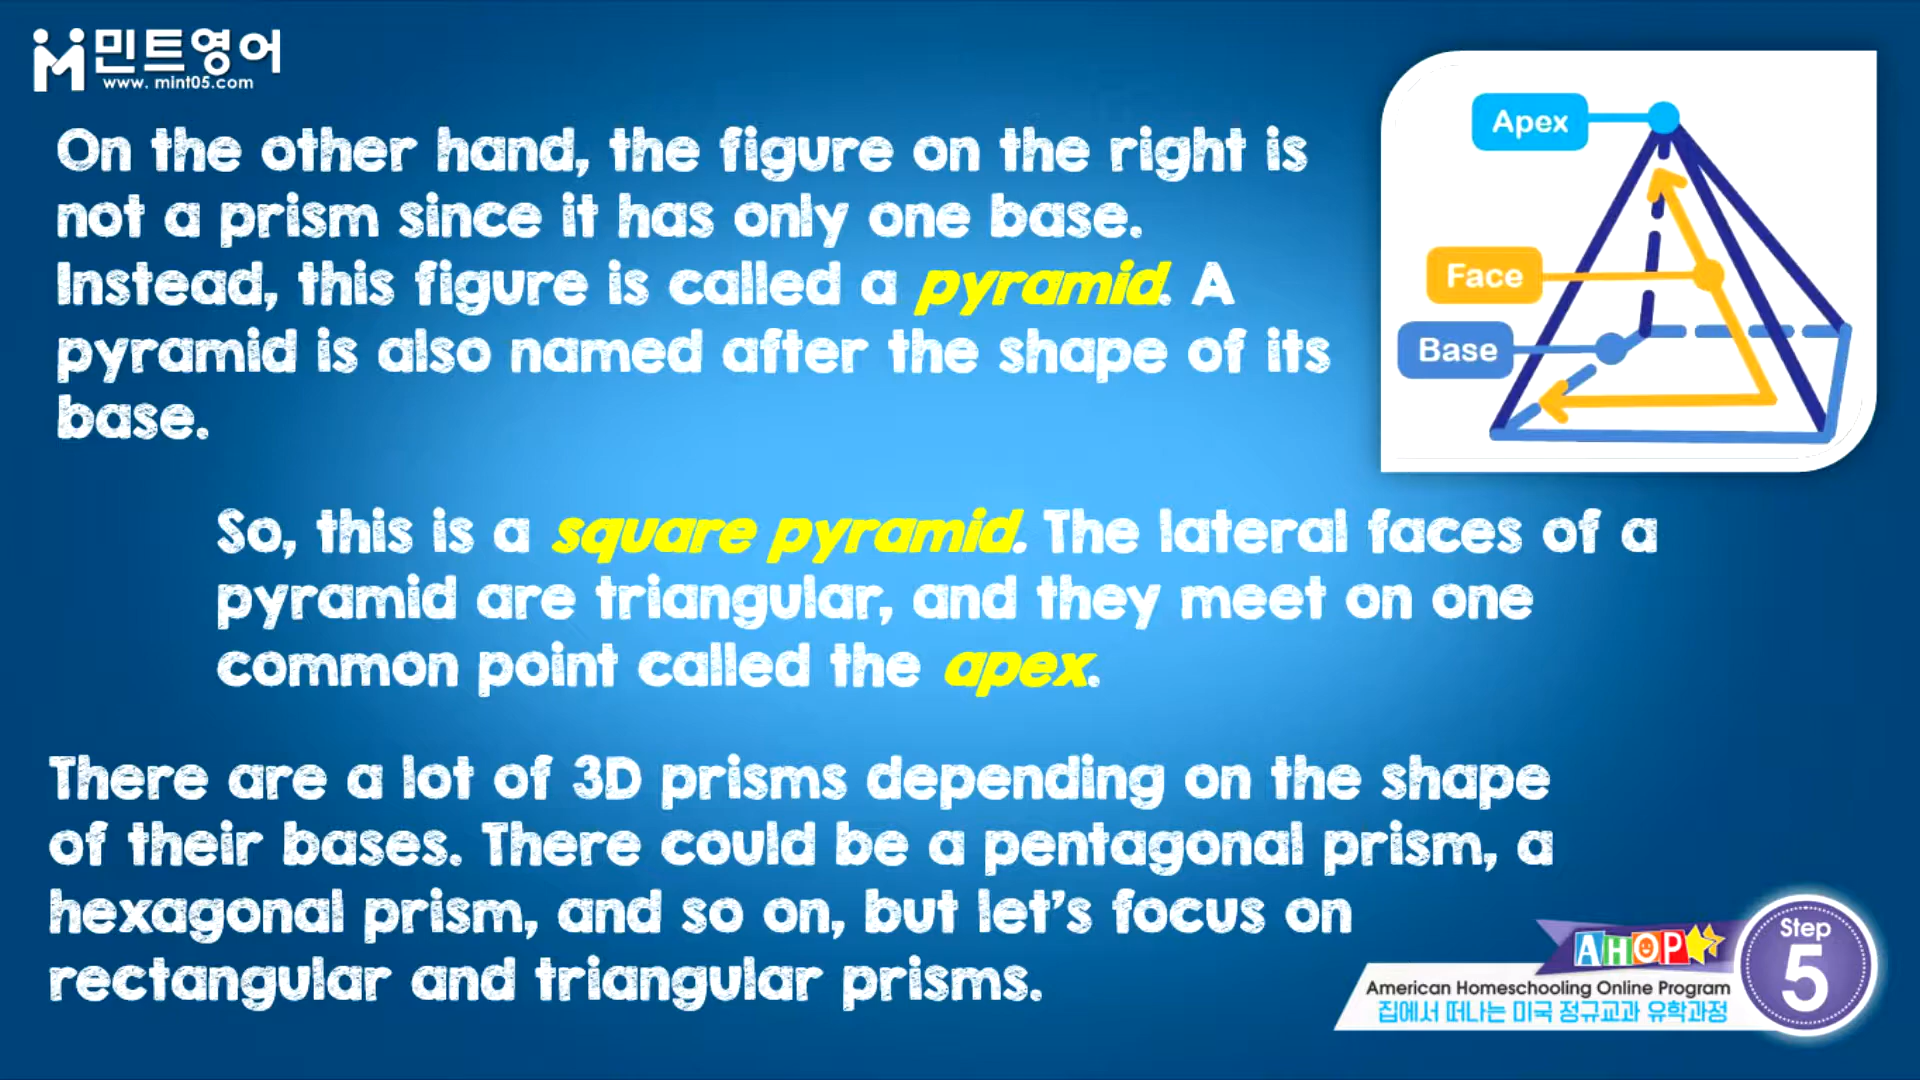 민트영어
www. mint05.com
On the other hand, the figure on the right is
not a prism since it has only one base.
Instead, this figure is called a pyramid. A
pyramid is also named after the shape of its
base.
Apex
Face
Base
So, this is a square pyramid. The lateral faces of a
pyramid are triangular, and they meet on one
common point called the apex.
There are a lot of 3D prisms depending on the shape
of their bases. There could be a pentagonal prism, a
hexagonal prism, and so on, but let's focus on
rectangular and triangular prisms.
AHOP
Step
5
American Homeschooling Online Program
집에서 떠나는 미국 정규교과 유학과정